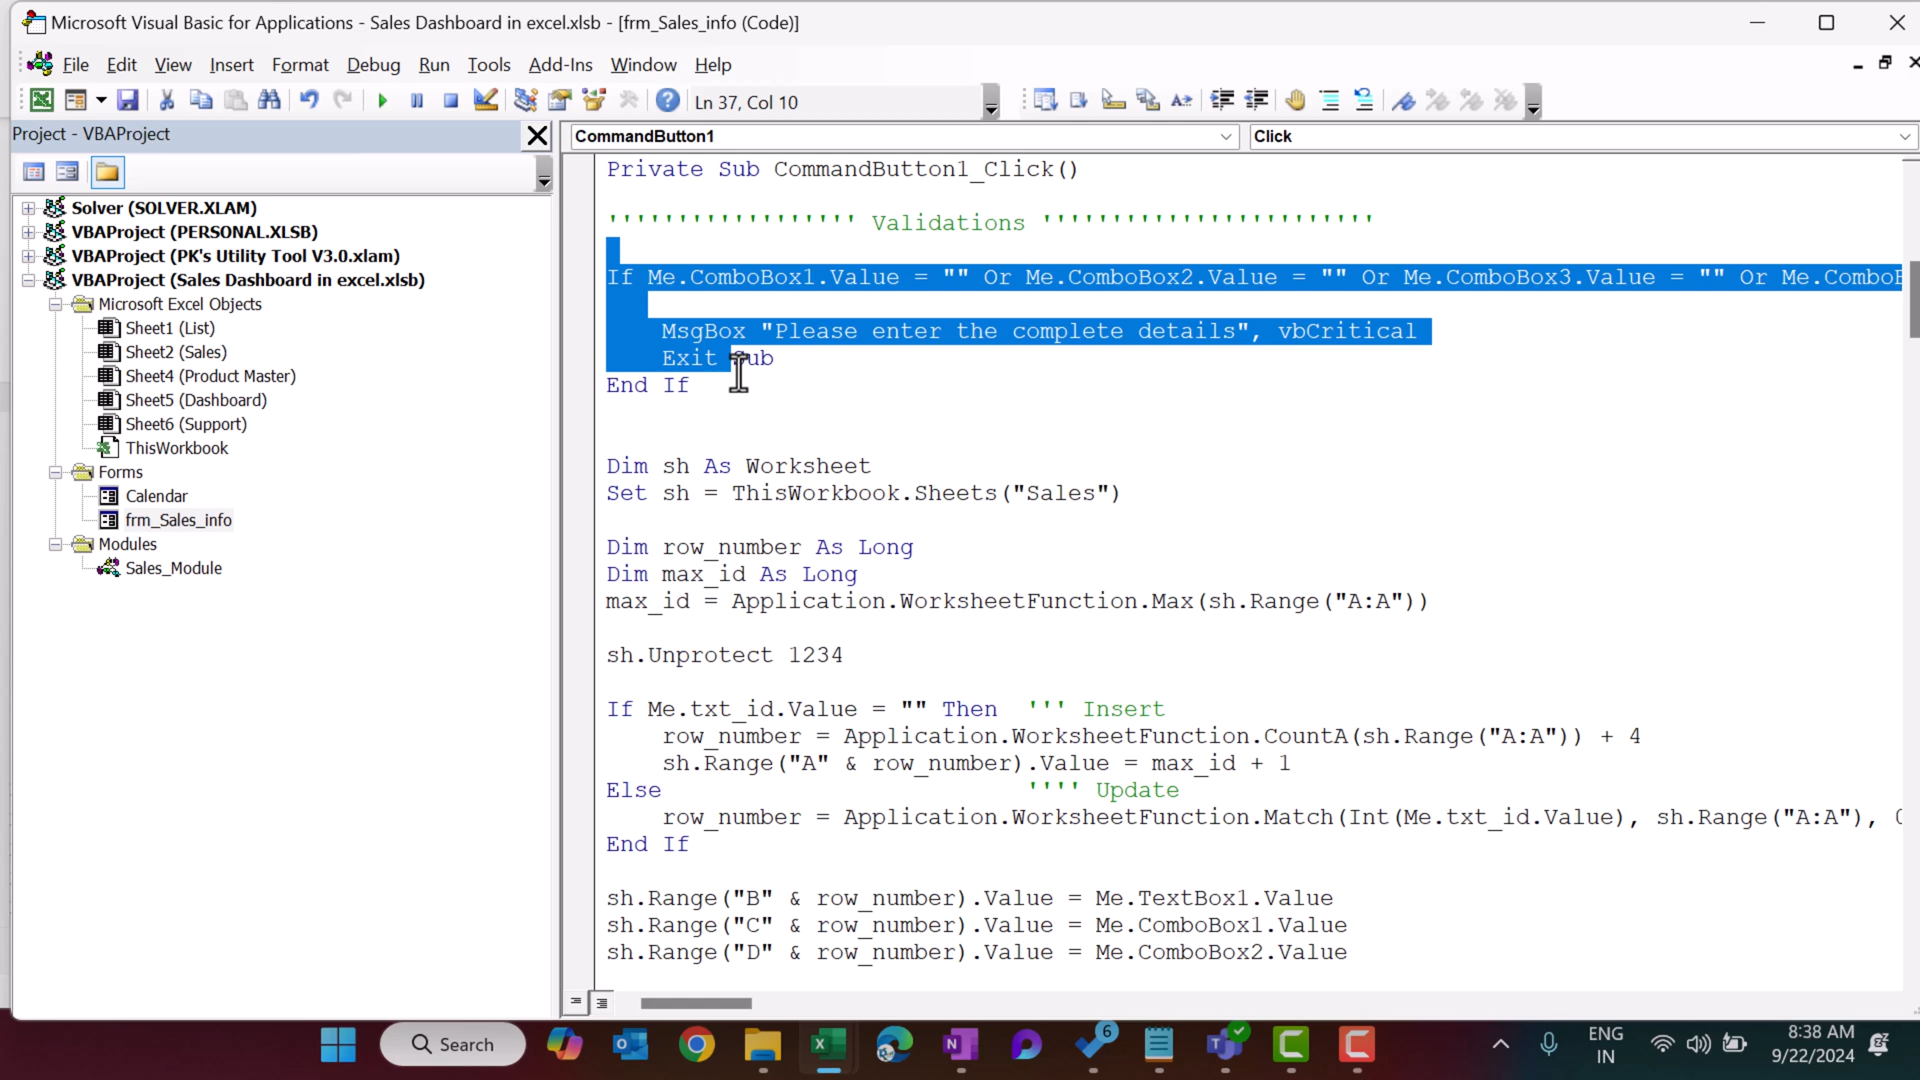 Microsoft Visual Basic for Applications - Sales Dashboard in excel.xlsb - [frm_Sales_info (Code)]
File Edit View Insert Format Debug Run Tools Add-Ins Window Help
Ln 37, Col 10
Project - VBAProject
Solver (SOLVER.XLAM)
VBAProject (PERSONAL.XLSB)
VBAProject (PK's Utility Tool V3.0.xlam)
VBAProject (Sales Dashboard in excel.xlsb)
Microsoft Excel Objects
Sheet1 (List)
Sheet2 (Sales)
Sheet4 (Product Master)
Sheet5 (Dashboard)
Sheet6 (Support)
ThisWorkbook
Forms
Calendar
frm_Sales_info
Modules
Sales_Module
CommandButton1
Click
Private Sub CommandButton1_Click()
'''''''''''''''''' Validations ''''''''''''''''''''''''
If Me.ComboBox1.Value = "" Or Me.ComboBox2.Value = "" Or Me.ComboBox3.Value = "" Or Me.ComboB
MsgBox "Please enter the complete details", vbCritical
Exit Sub
End If
Dim sh As Worksheet
Set sh = ThisWorkbook.Sheets("Sales")
Dim row_number As Long
Dim max_id As Long
max_id = Application.WorksheetFunction.Max(sh.Range("A:A"))
sh.Unprotect 1234
If Me.txt_id.Value = "" Then ''' Insert
row_number = Application.WorksheetFunction.CountA(sh.Range("A:A")) + 4
sh.Range("A" & row_number).Value = max_id + 1
Else '''' Update
row_number = Application.WorksheetFunction.Match(Int(Me.txt_id.Value), sh.Range("A:A"), 0
End If
sh.Range("B" & row_number).Value = Me.TextBox1.Value
sh.Range("C" & row_number).Value = Me.ComboBox1.Value
sh.Range("D" & row_number).Value = Me.ComboBox2.Value
Search
6
ENG
IN
8:38 AM
9/22/2024